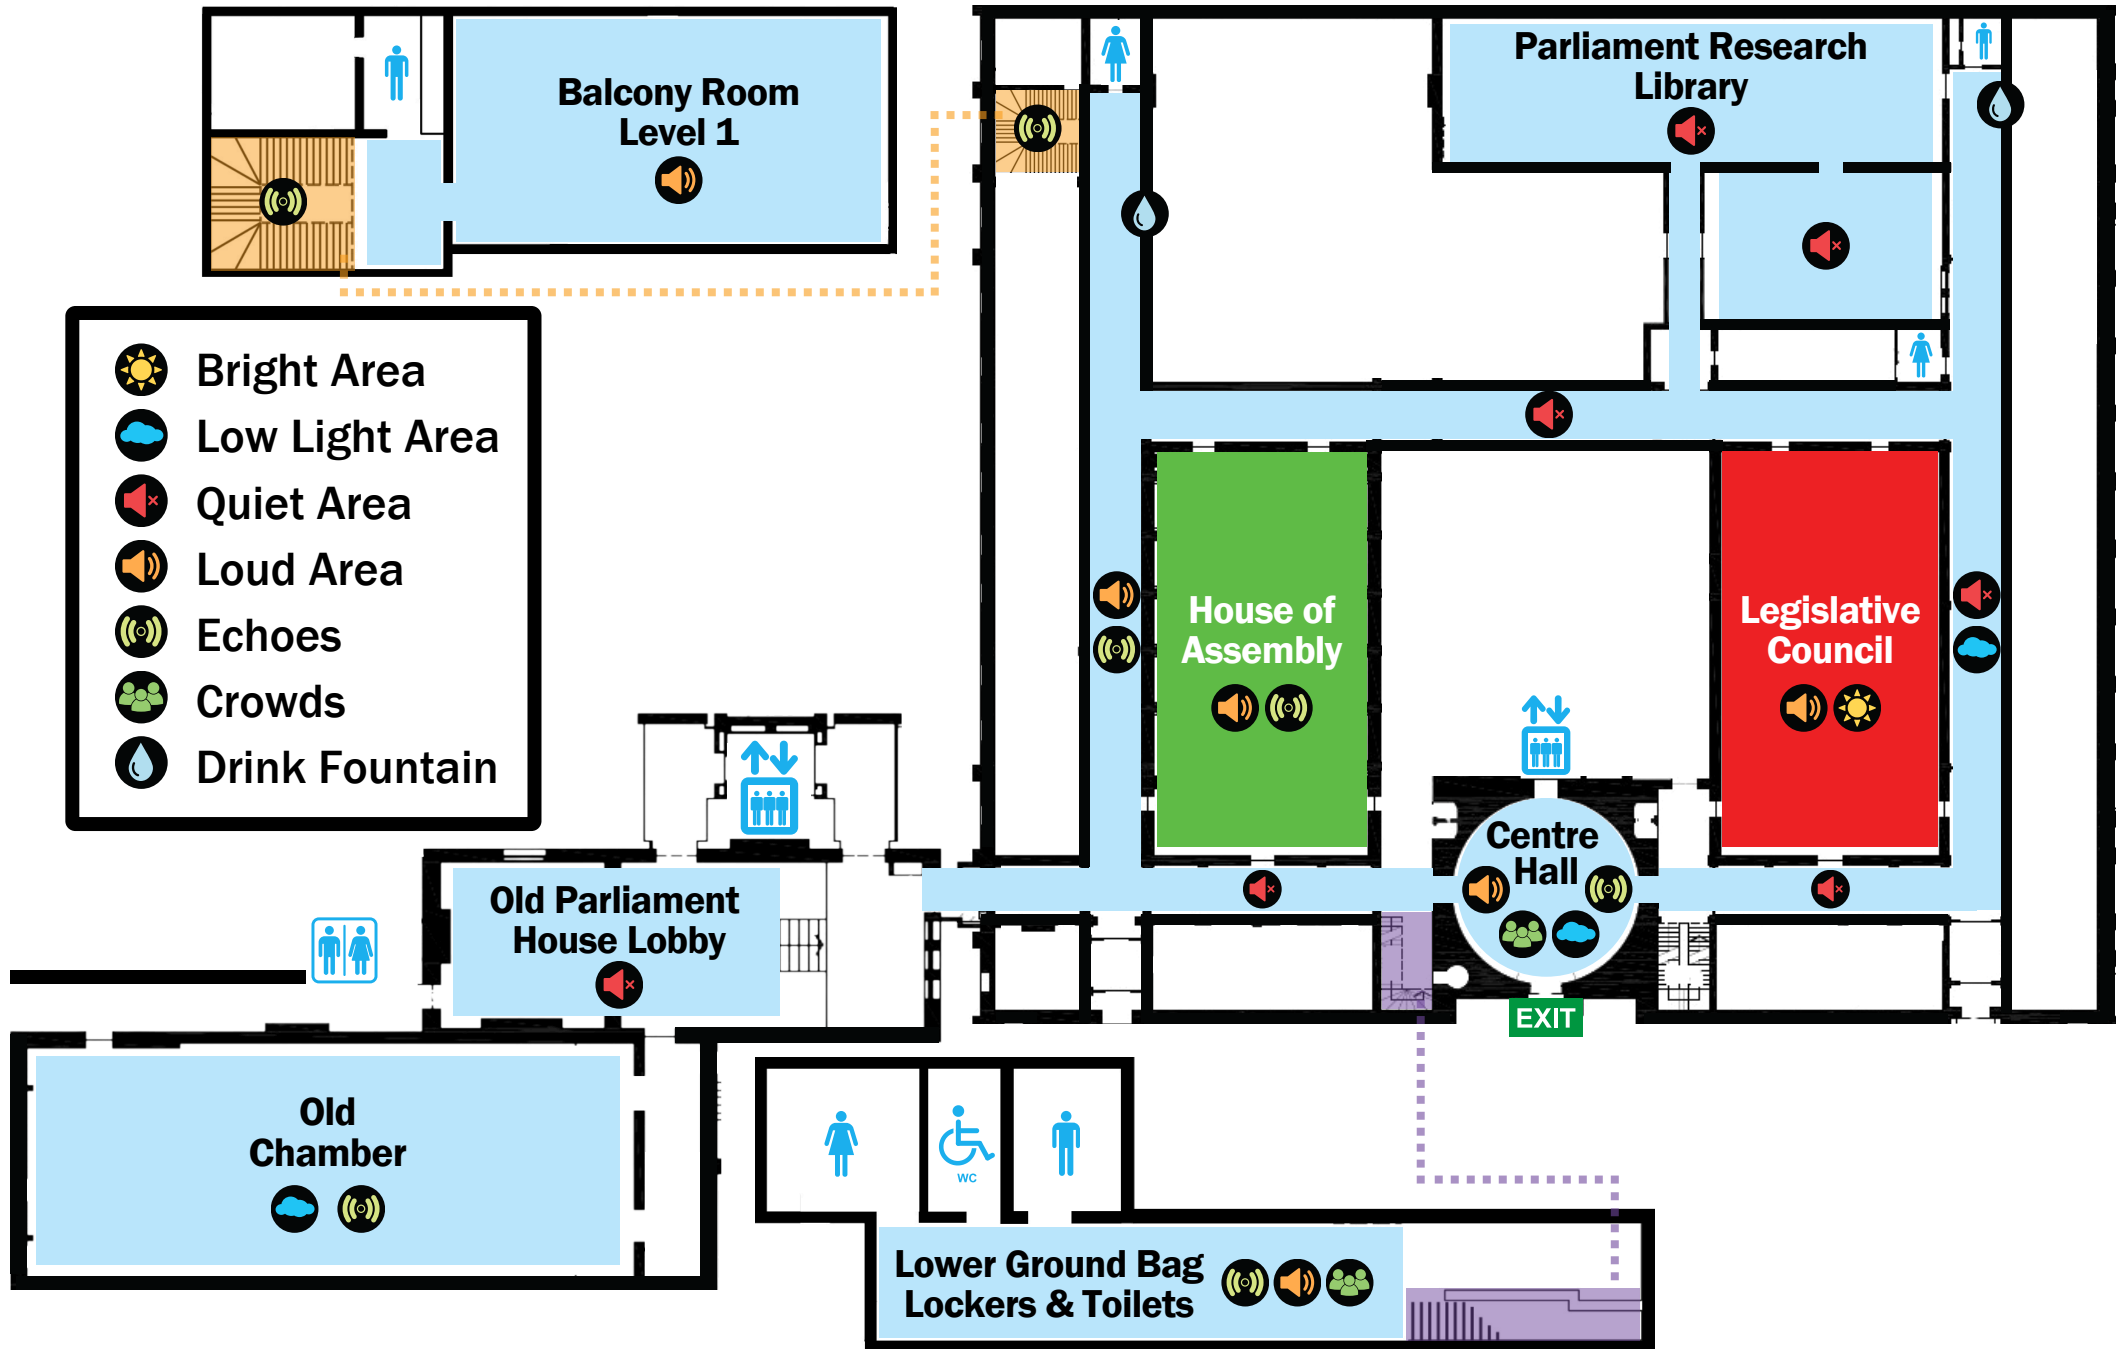 Balcony Room
Level 1
Parliament Research
Library
Bright Area
Low Light Area
Quiet Area
Loud Area
Echoes
Crowds
Drink Fountain
House of
Assembly
Legislative
Council
Centre
Hall
Old Parliament
House Lobby
EXIT
Old
Chamber
WC
Lower Ground Bag
Lockers & Toilets